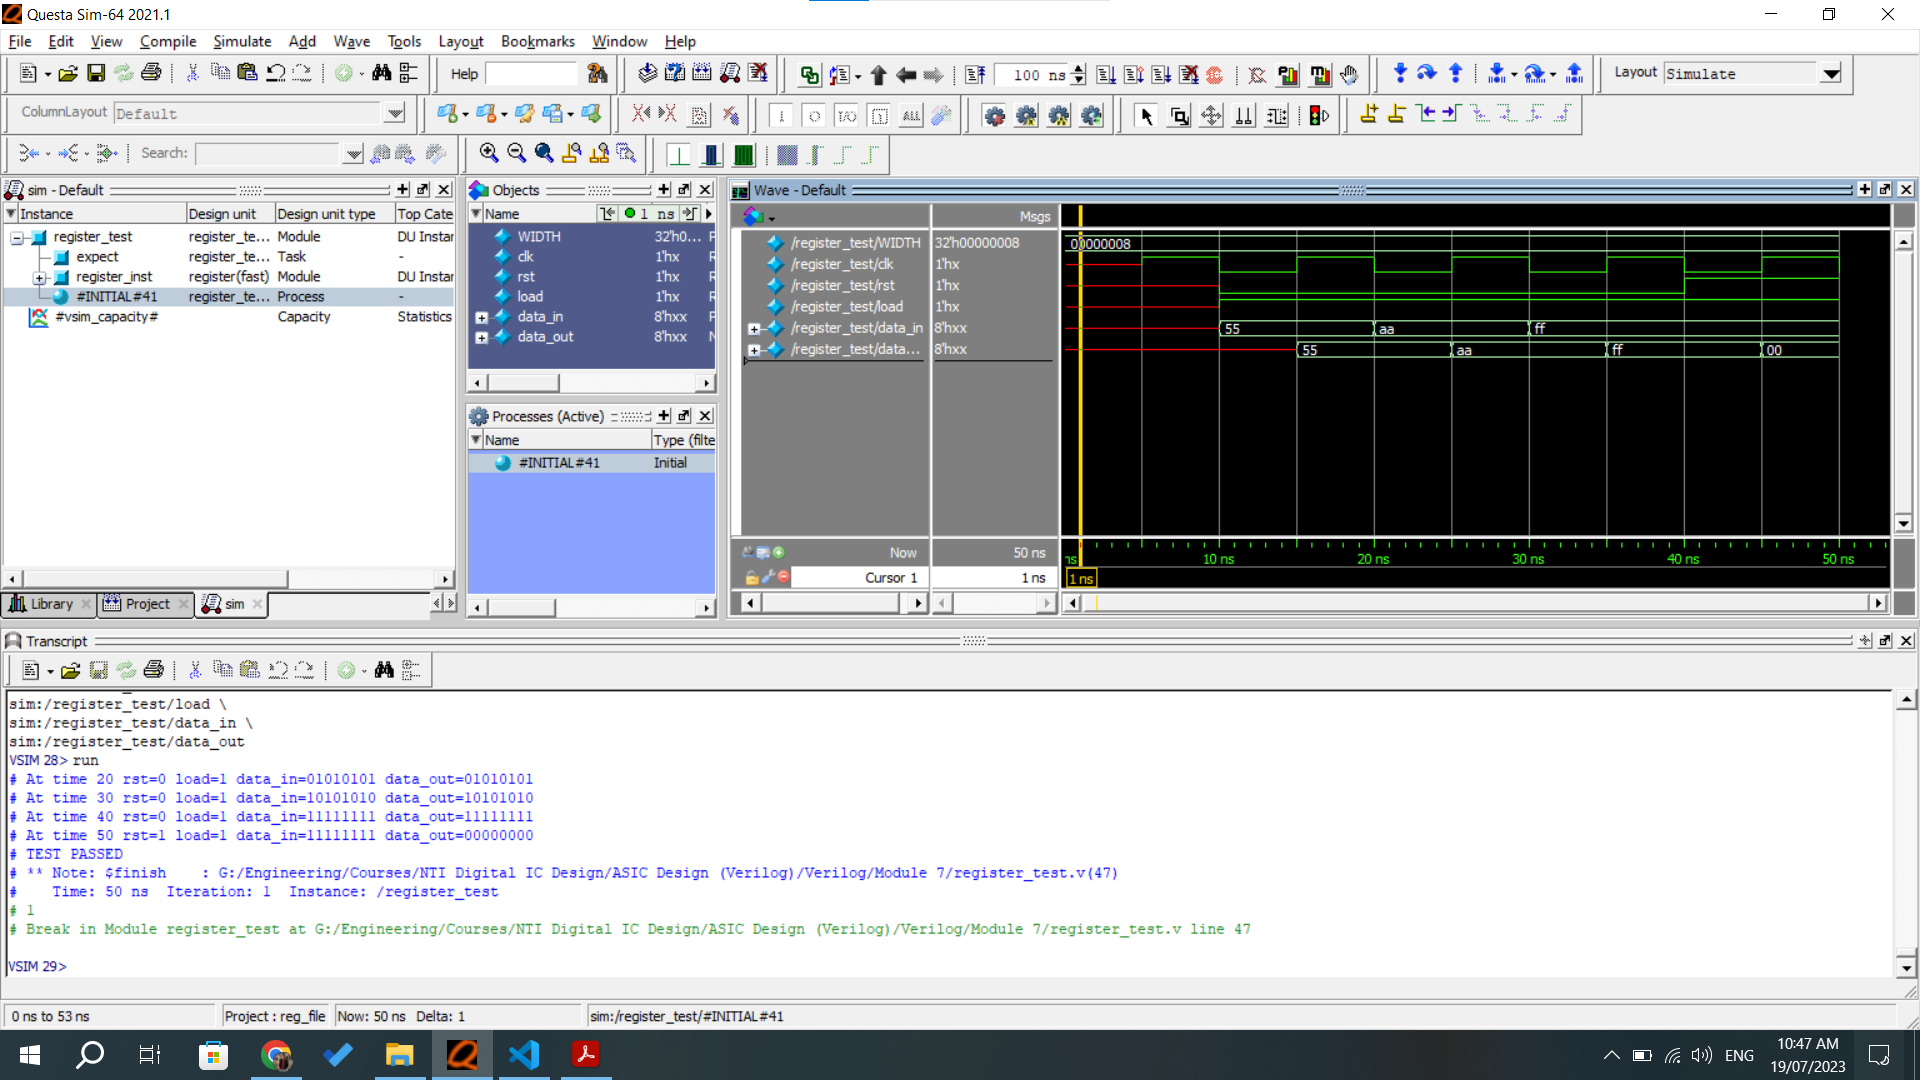 Questa Sim-64 2021.1
File Edit View Compile Simulate Add Wave Tools Layout Bookmarks Window Help
Help 100 ns Layout Simulate
ColumnLayout Default
Search:
sim - Default
Instance Design unit Design unit type Top Cate
register_test register_te... Module DU Instar
expect register_te... Task -
register_inst register(fast) Module DU Instar
#INITIAL#41 register_te... Process -
#vsim_capacity# Capacity Statistics
Library Project sim
Objects
Name 1 ns
WIDTH 32'h0... P
clk 1'hx R
rst 1'hx R
load 1'hx R
data_in 8'hxx P
data_out 8'hxx N
Processes (Active)
Name Type (filte
#INITIAL#41 Initial
Wave - Default
Msgs
/register_test/WIDTH 32'h00000008 00000008
/register_test/clk 1'hx
/register_test/rst 1'hx
/register_test/load 1'hx
/register_test/data_in 8'hxx 55 aa ff
/register_test/data... 8'hxx 55 aa ff 00
Now 50 ns ns 10 ns 20 ns 30 ns 40 ns 50 ns
Cursor 1 1 ns 1 ns
Transcript
sim:/register_test/load \
sim:/register_test/data_in \
sim:/register_test/data_out
VSIM 28> run
# At time 20 rst=0 load=1 data_in=01010101 data_out=01010101
# At time 30 rst=0 load=1 data_in=10101010 data_out=10101010
# At time 40 rst=0 load=1 data_in=11111111 data_out=11111111
# At time 50 rst=1 load=1 data_in=11111111 data_out=00000000
# TEST PASSED
# ** Note: $finish : G:/Engineering/Courses/NTI Digital IC Design/ASIC Design (Verilog)/Verilog/Module 7/register_test.v(47)
# Time: 50 ns Iteration: 1 Instance: /register_test
# 1
# Break in Module register_test at G:/Engineering/Courses/NTI Digital IC Design/ASIC Design (Verilog)/Verilog/Module 7/register_test.v line 47
VSIM 29>
0 ns to 53 ns Project : reg_file Now: 50 ns Delta: 1 sim:/register_test/#INITIAL#41
ENG 10:47 AM
19/07/2023